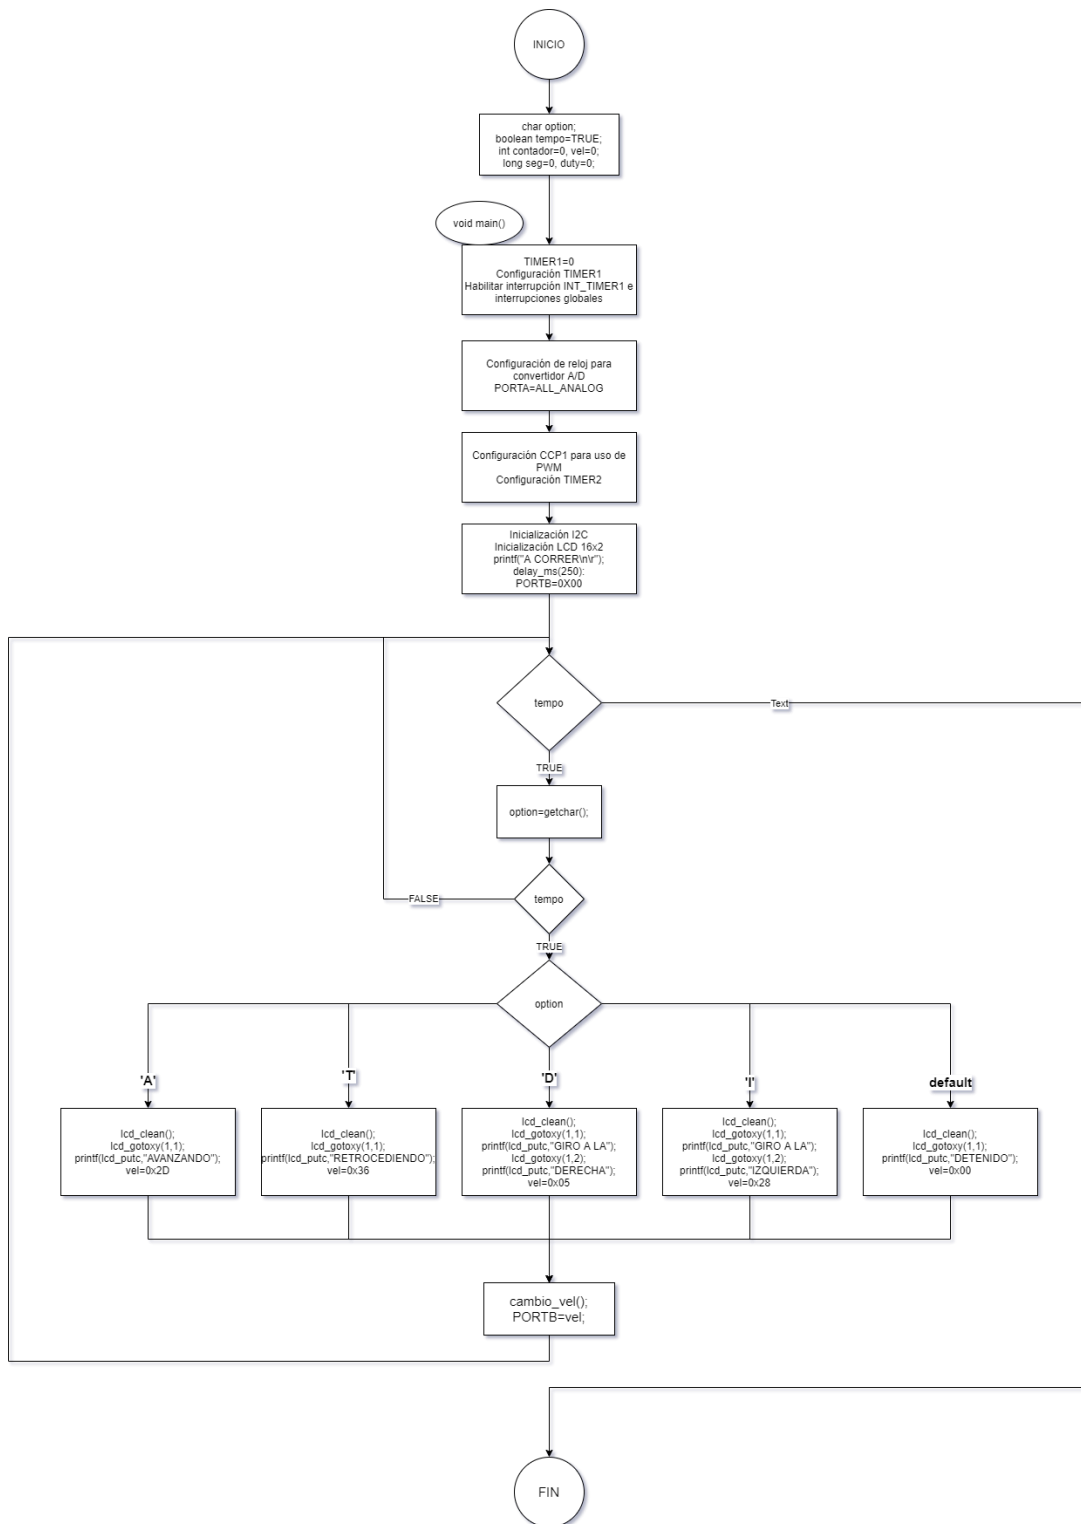 INICIO
char option;
boolean tempo=TRUE;
int contador=0, vel=0;
long seg=0, duty=0;
void main()
TIMER1=0
Configuración TIMER1
Habilitar interrupción INT_TIMER1 e
interrupciones globales
Configuración de reloj para
convertidor A/D
PORTA=ALL_ANALOG
Configuración CCP1 para uso de
PWM
Configuración TIMER2
Inicialización I2C
Inicialización LCD 16x2
printf("A CORRER\n\r");
delay_ms(250):
PORTB=0X00
tempo
Text
TRUE
option=getchar();
tempo
FALSE
TRUE
option
'A'
'T'
'D'
'I'
default
lcd_clean();
lcd_gotoxy(1,1);
printf(lcd_putc,"AVANZANDO");
vel=0x2D
lcd_clean();
lcd_gotoxy(1,1);
printf(lcd_putc,"RETROCEDIENDO");
vel=0x36
lcd_clean();
lcd_gotoxy(1,1);
printf(lcd_putc,"GIRO A LA");
lcd_gotoxy(1,2);
printf(lcd_putc,"DERECHA");
vel=0x05
lcd_clean();
lcd_gotoxy(1,1);
printf(lcd_putc,"GIRO A LA");
lcd_gotoxy(1,2);
printf(lcd_putc,"IZQUIERDA");
vel=0x28
lcd_clean();
lcd_gotoxy(1,1);
printf(lcd_putc,"DETENIDO");
vel=0x00
cambio_vel();
PORTB=vel;
FIN